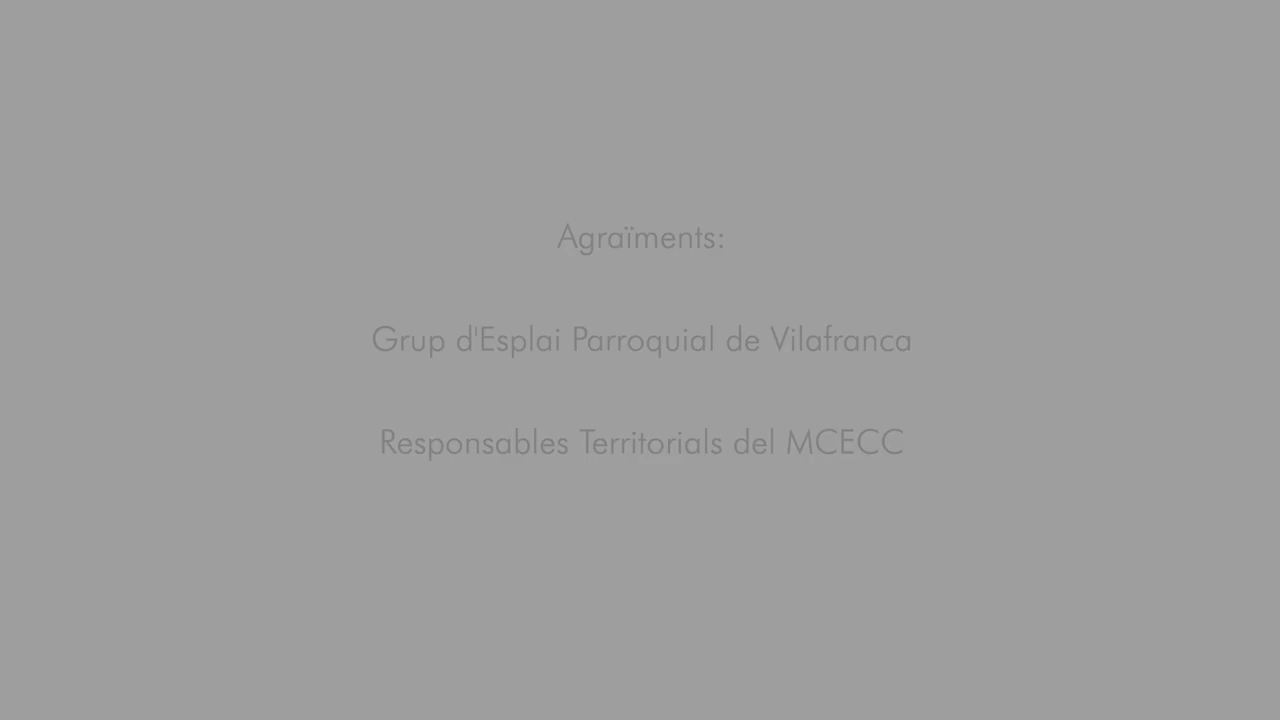 Agraïments:
Grup d'Esplai Parroquial de Vilafranca
Responsables Territorials del MCECC